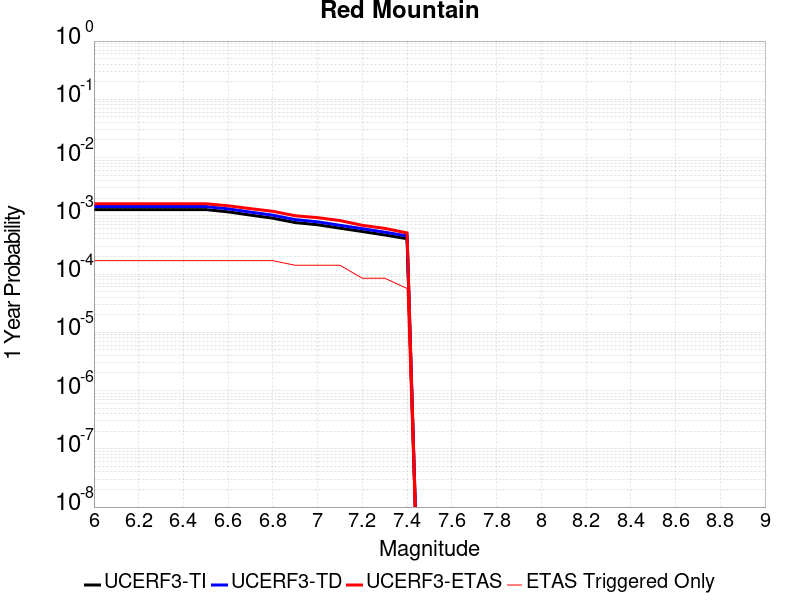 Red Mountain
10^0
10^-1
10^-2
10^-3
10^-4
10^-5
10^-6
10^-7
10^-8
1 Year Probability
6 6.2 6.4 6.6 6.8 7 7.2 7.4 7.6 7.8 8 8.2 8.4 8.6 8.8 9
Magnitude
UCERF3-TI UCERF3-TD UCERF3-ETAS ETAS Triggered Only